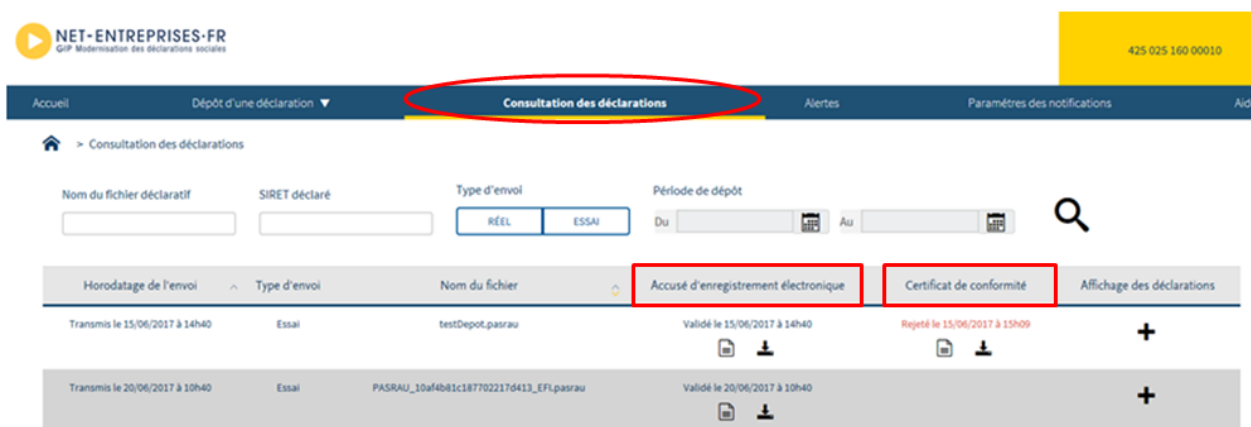 NET-ENTREPRISES·FR
GIP Modernisation des déclarations sociales
425 025 160 00010
Accueil Dépôt d'une déclaration ▼ Consultation des déclarations Alertes Paramètres des notifications Aid
> Consultation des déclarations
Nom du fichier déclaratif SIRET déclaré Type d'envoi Période de dépôt
RÉEL ESSAI Du Au
Horodatage de l'envoi Type d'envoi Nom du fichier Accusé d'enregistrement électronique Certificat de conformité Affichage des déclarations
Transmis le 15/06/2017 à 14h40 Essai testDepot.pasrau Validé le 15/06/2017 à 14h40 Rejeté le 15/06/2017 à 15h09
Transmis le 20/06/2017 à 10h40 Essai PASRAU_10af4b81c187702217d413_EFI.pasrau Validé le 20/06/2017 à 10h40